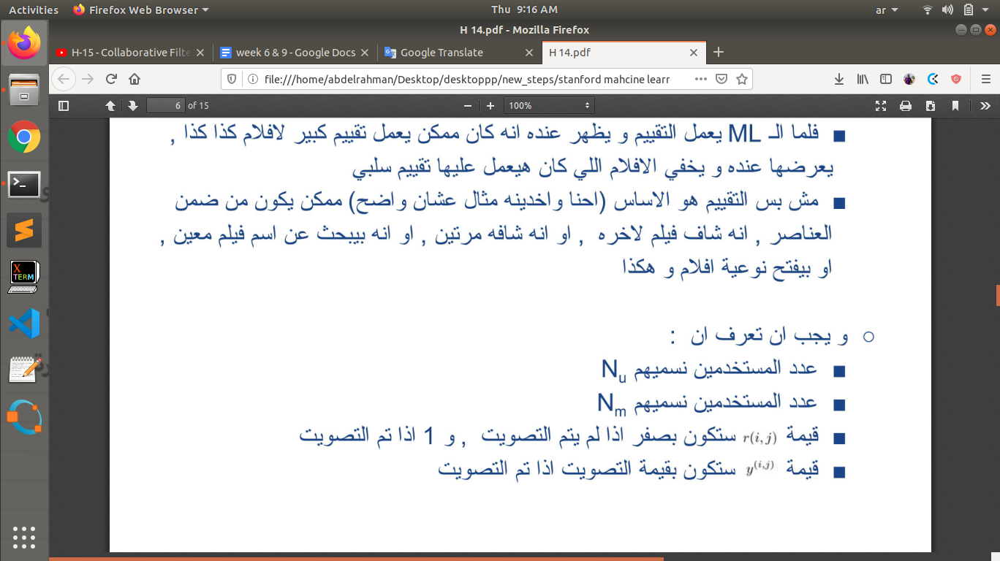 Activities Firefox Web Browser Thu 9:16 AM ar
H 14.pdf - Mozilla Firefox
H-15 - Collaborative Filte week 6 & 9 - Google Docs Google Translate H 14.pdf
file:///home/abdelrahman/Desktop/desktoppp/new_steps/stanford mahcine learr
6 of 15 100%
فلما الـ ML يعمل التقييم و يظهر عنده انه كان ممكن يعمل تقييم كبير لافلام كذا كذا ,
يعرضها عنده و يخفي الافلام اللي كان هيعمل عليها تقييم سلبي
مش بس التقييم هو الاساس (احنا واخدينه مثال عشان واضح) ممكن يكون من ضمن
العناصر , انه شاف فيلم لاخره , او انه شافه مرتين , او انه بيبحث عن اسم فيلم معين ,
او بيفتح نوعية افلام و هكذا
و يجب ان تعرف ان :
عدد المستخدمين نسميهم Nu
عدد المستخدمين نسميهم Nm
قيمة r(i,j) ستكون بصفر اذا لم يتم التصويت , و 1 اذا تم التصويت
قيمة y(i,j) ستكون بقيمة التصويت اذا تم التصويت
X
TERM